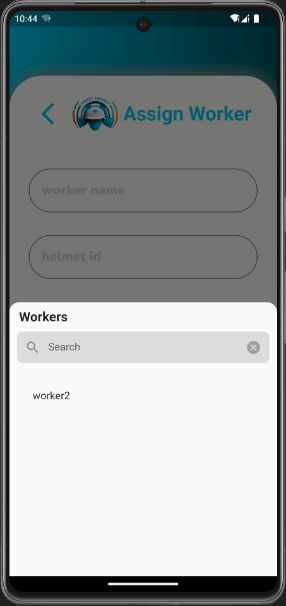 10:44
Assign Worker
worker name
helmet id
Workers
Search
worker2